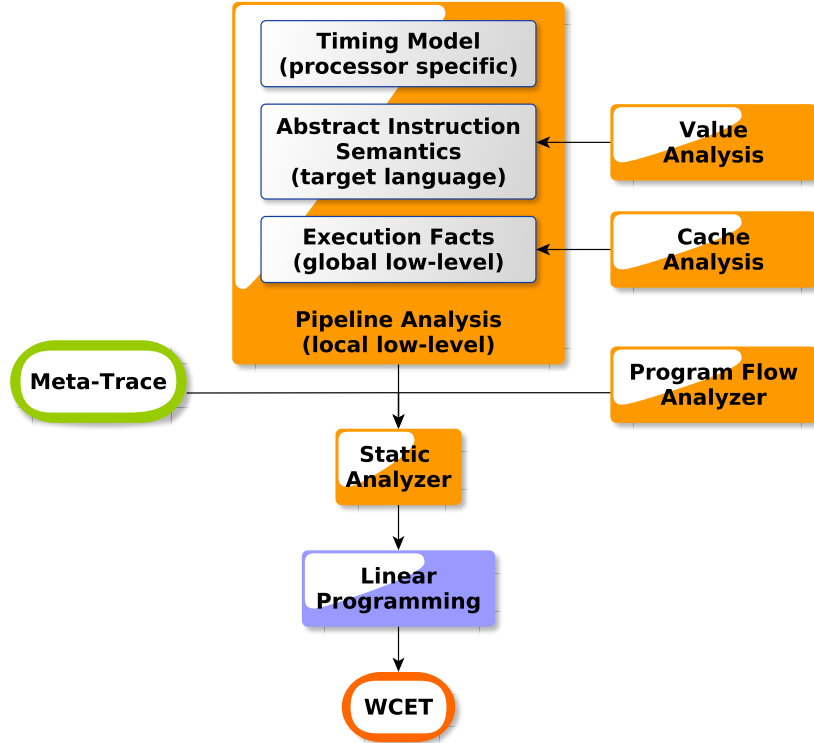 Timing Model
(processor specific)
Abstract Instruction
Semantics
(target language)
Value
Analysis
Execution Facts
(global low-level)
Cache
Analysis
Pipeline Analysis
(local low-level)
Meta-Trace
Program Flow
Analyzer
Static
Analyzer
Linear
Programming
WCET